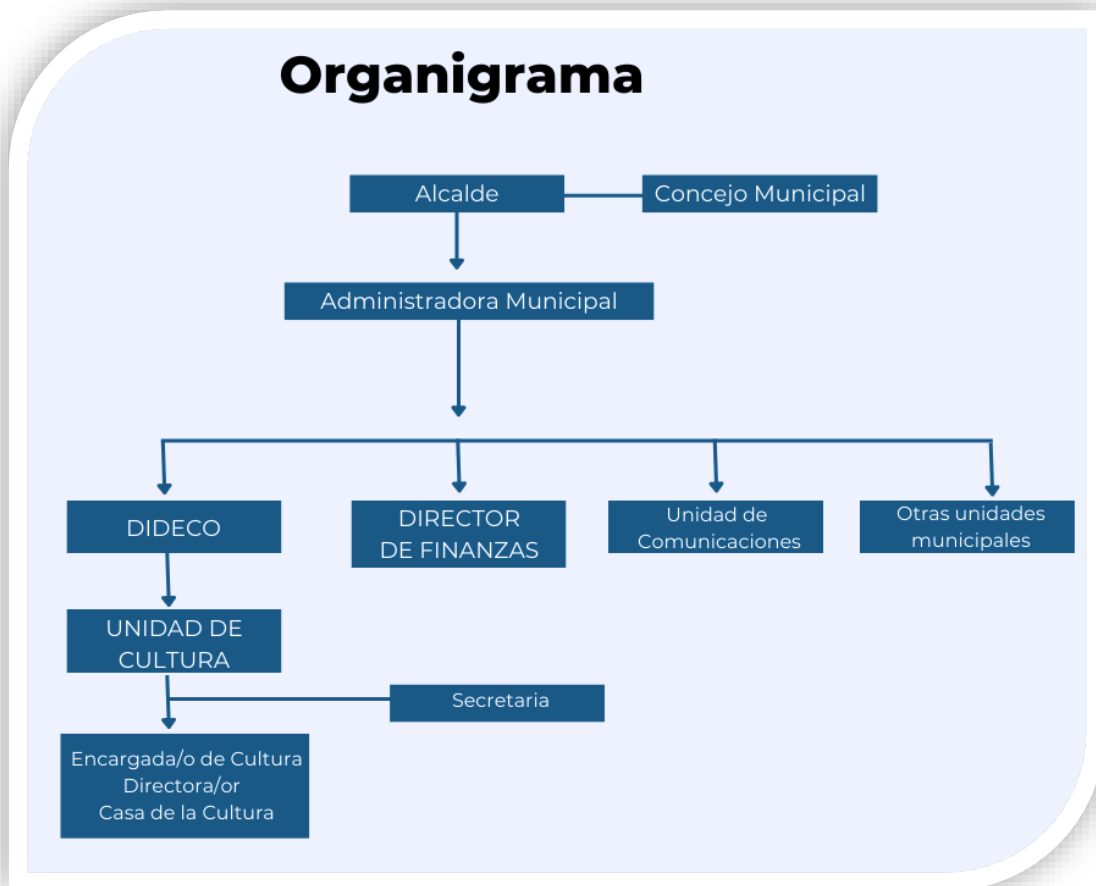 Organigrama
Alcalde
Concejo Municipal
Administradora Municipal
DIDECO
DIRECTOR
DE FINANZAS
Unidad de
Comunicaciones
Otras unidades
municipales
UNIDAD DE
CULTURA
Secretaria
Encargada/o de Cultura
Directora/or
Casa de la Cultura